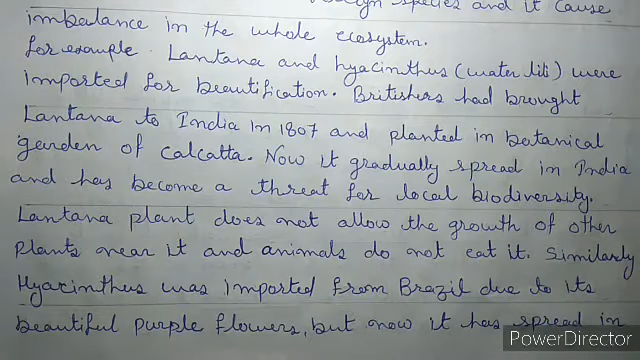 species and it cause
imbalance in the whole ecosystem.
for example. Lantana and hyacinthus (water lili) were
imported for beautification. Britishers had brought
Lantana to India in 1807 and planted in botanical
garden of calcatta. Now it gradually spread in India
and has become a threat for local biodiversity.
Lantana plant does not allow the growth of other
plants near it and animals do not eat it. Similarly
Hyacinthus was imported from Brazil due to its
beautiful purple flowers, but now it has spread in
PowerDirector